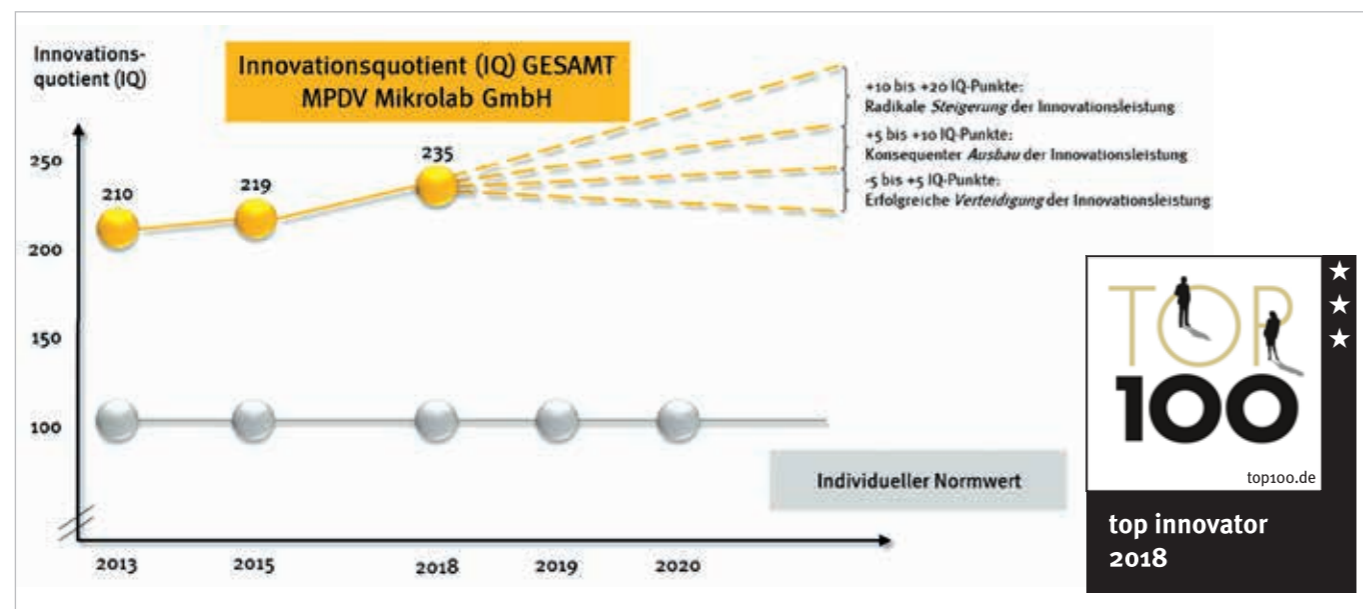 Innovations-
quotient (IQ)
Innovationsquotient (IQ) GESAMT
MPDV Mikrolab GmbH
+10 bis +20 IQ-Punkte:
Radikale Steigerung der Innovationsleistung
+5 bis +10 IQ-Punkte:
Konsequenter Ausbau der Innovationsleistung
-5 bis +5 IQ-Punkte:
Erfolgreiche Verteidigung der Innovationsleistung
250
200
150
100
210
219
235
Individueller Normwert
2013
2015
2018
2019
2020
TOP
100
top100.de
top innovator
2018